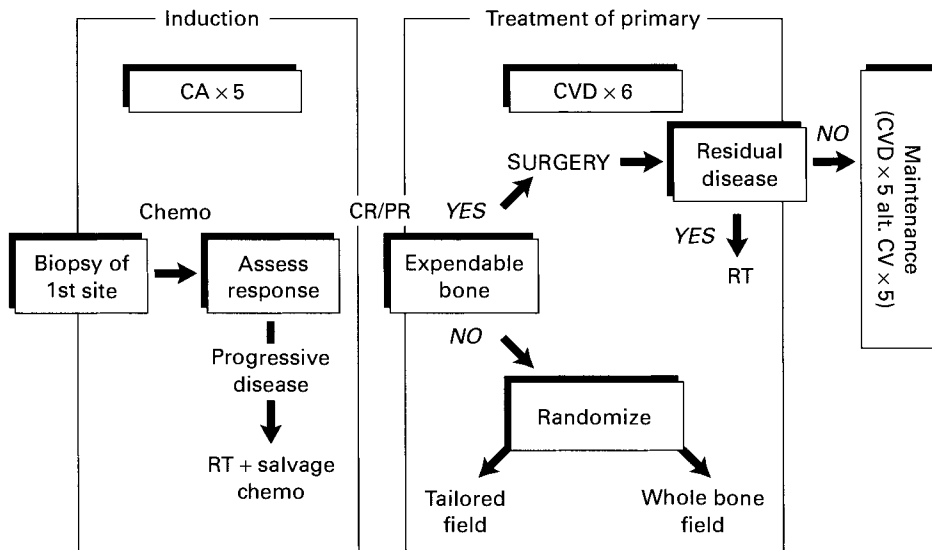 Induction
Treatment of primary
CA × 5
CVD × 6
Chemo
Biopsy of
1st site
Assess
response
Progressive
disease
RT + salvage
chemo
CR/PR
Expendable
bone
YES
SURGERY
Residual
disease
YES
RT
NO
Maintenance
(CVD × 5 alt. CV × 5)
NO
Randomize
Tailored
field
Whole bone
field